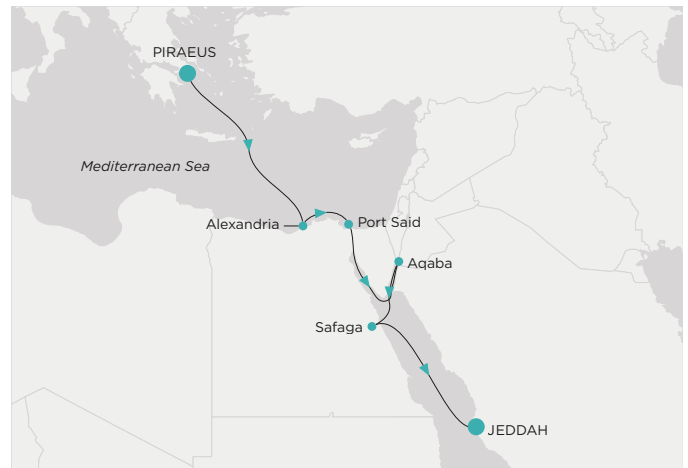 PIRAEUS
Mediterranean Sea
Alexandria
Port Said
Aqaba
Safaga
JEDDAH